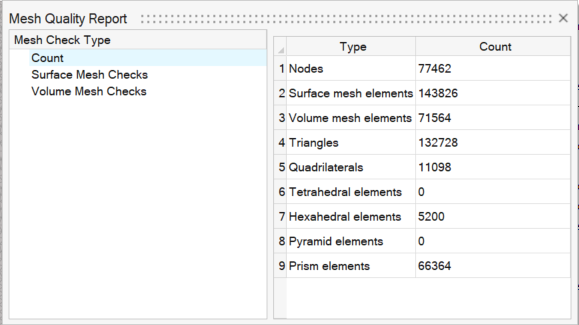 Mesh Quality Report
Mesh Check Type
Count
Surface Mesh Checks
Volume Mesh Checks
Type Count
1 Nodes 77462
2 Surface mesh elements 143826
3 Volume mesh elements 71564
4 Triangles 132728
5 Quadrilaterals 11098
6 Tetrahedral elements 0
7 Hexahedral elements 5200
8 Pyramid elements 0
9 Prism elements 66364